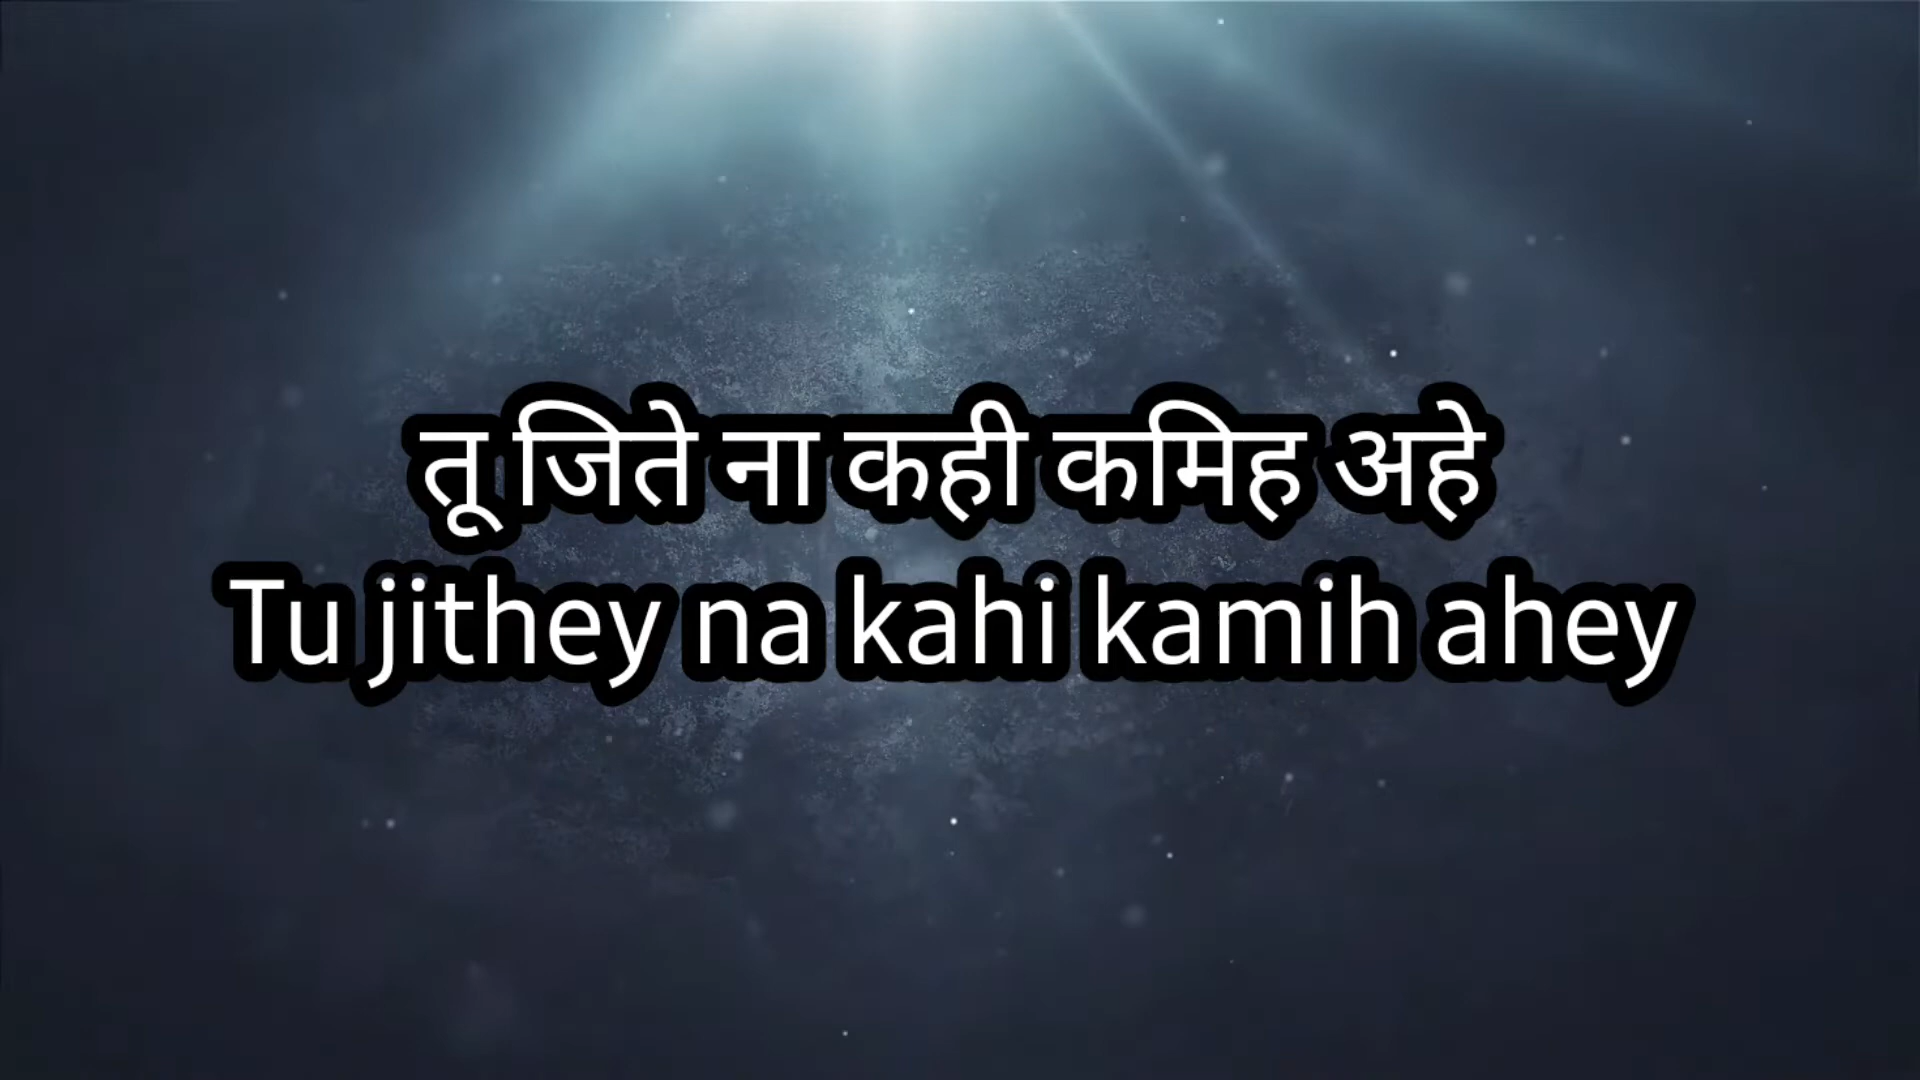 तू जिते ना कही कमिह अहे
Tu jithey na kahi kamih ahey